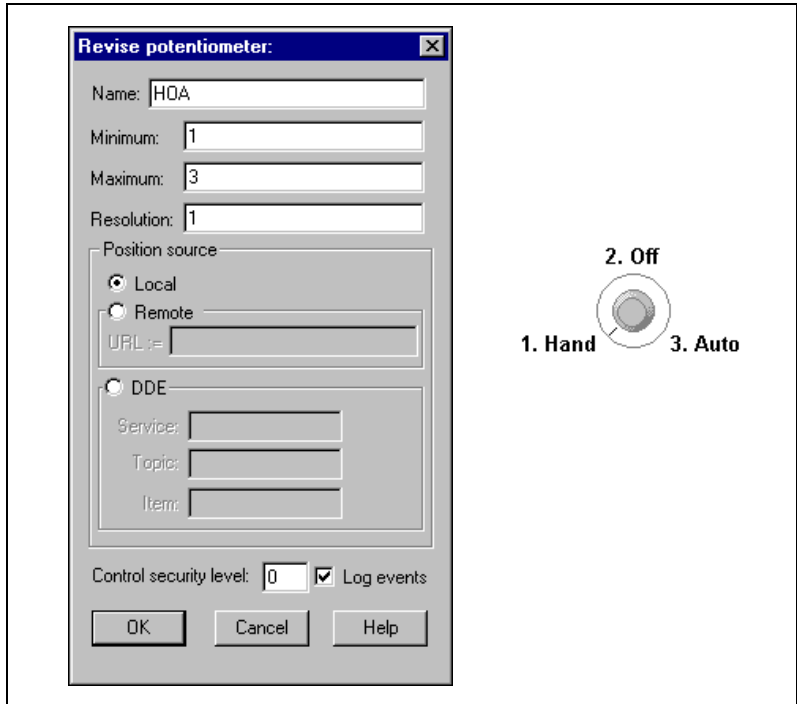 Revise potentiometer:
Name: HOA
Minimum: 1
Maximum: 3
Resolution: 1
Position source
Local
Remote
URL :=
DDE
Service:
Topic:
Item:
Control security level: 0 Log events
OK Cancel Help
2. Off
1. Hand 3. Auto